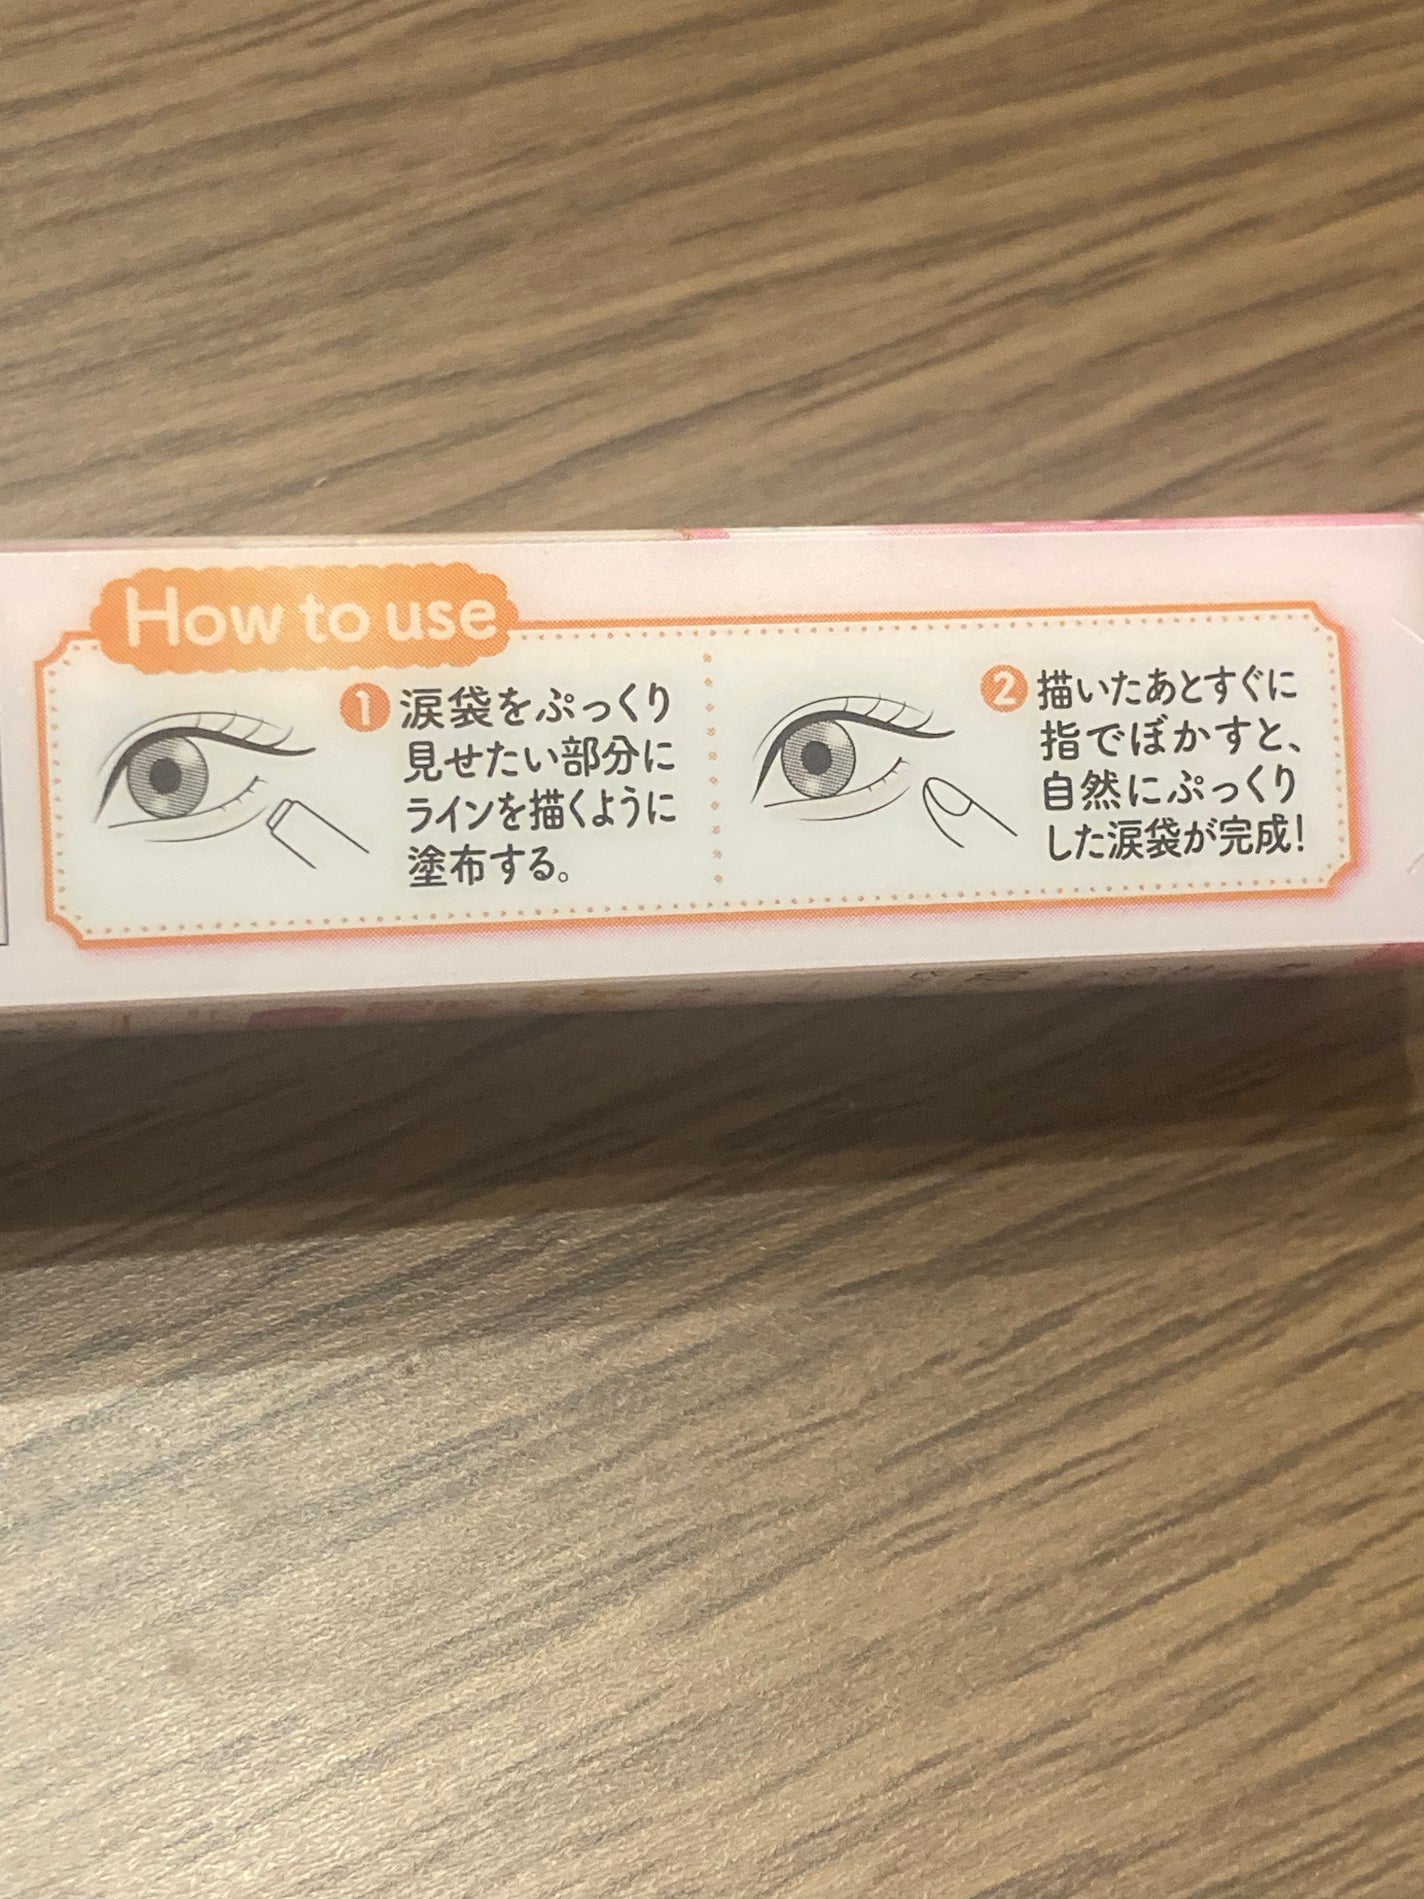 How to use
① 涙袋をぷっくり
見せたい部分に
ラインを描くように
塗布する。
② 描いたあとすぐに
指でぼかすと、
自然にぷっくり
した涙袋が完成!